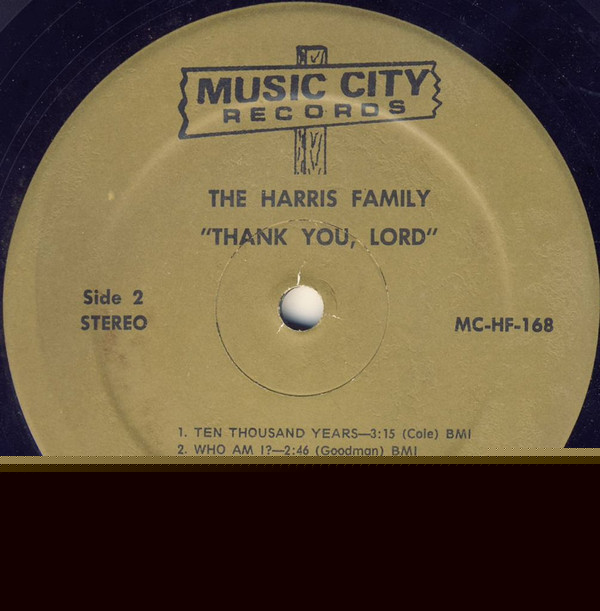 MUSIC CITY
RECORDS
THE HARRIS FAMILY
"THANK YOU, LORD"
Side 2
STEREO
MC-HF-168
1. TEN THOUSAND YEARS—3:15 (Cole) BMI
2. WHO AM I?—2:46 (Goodman) BMI